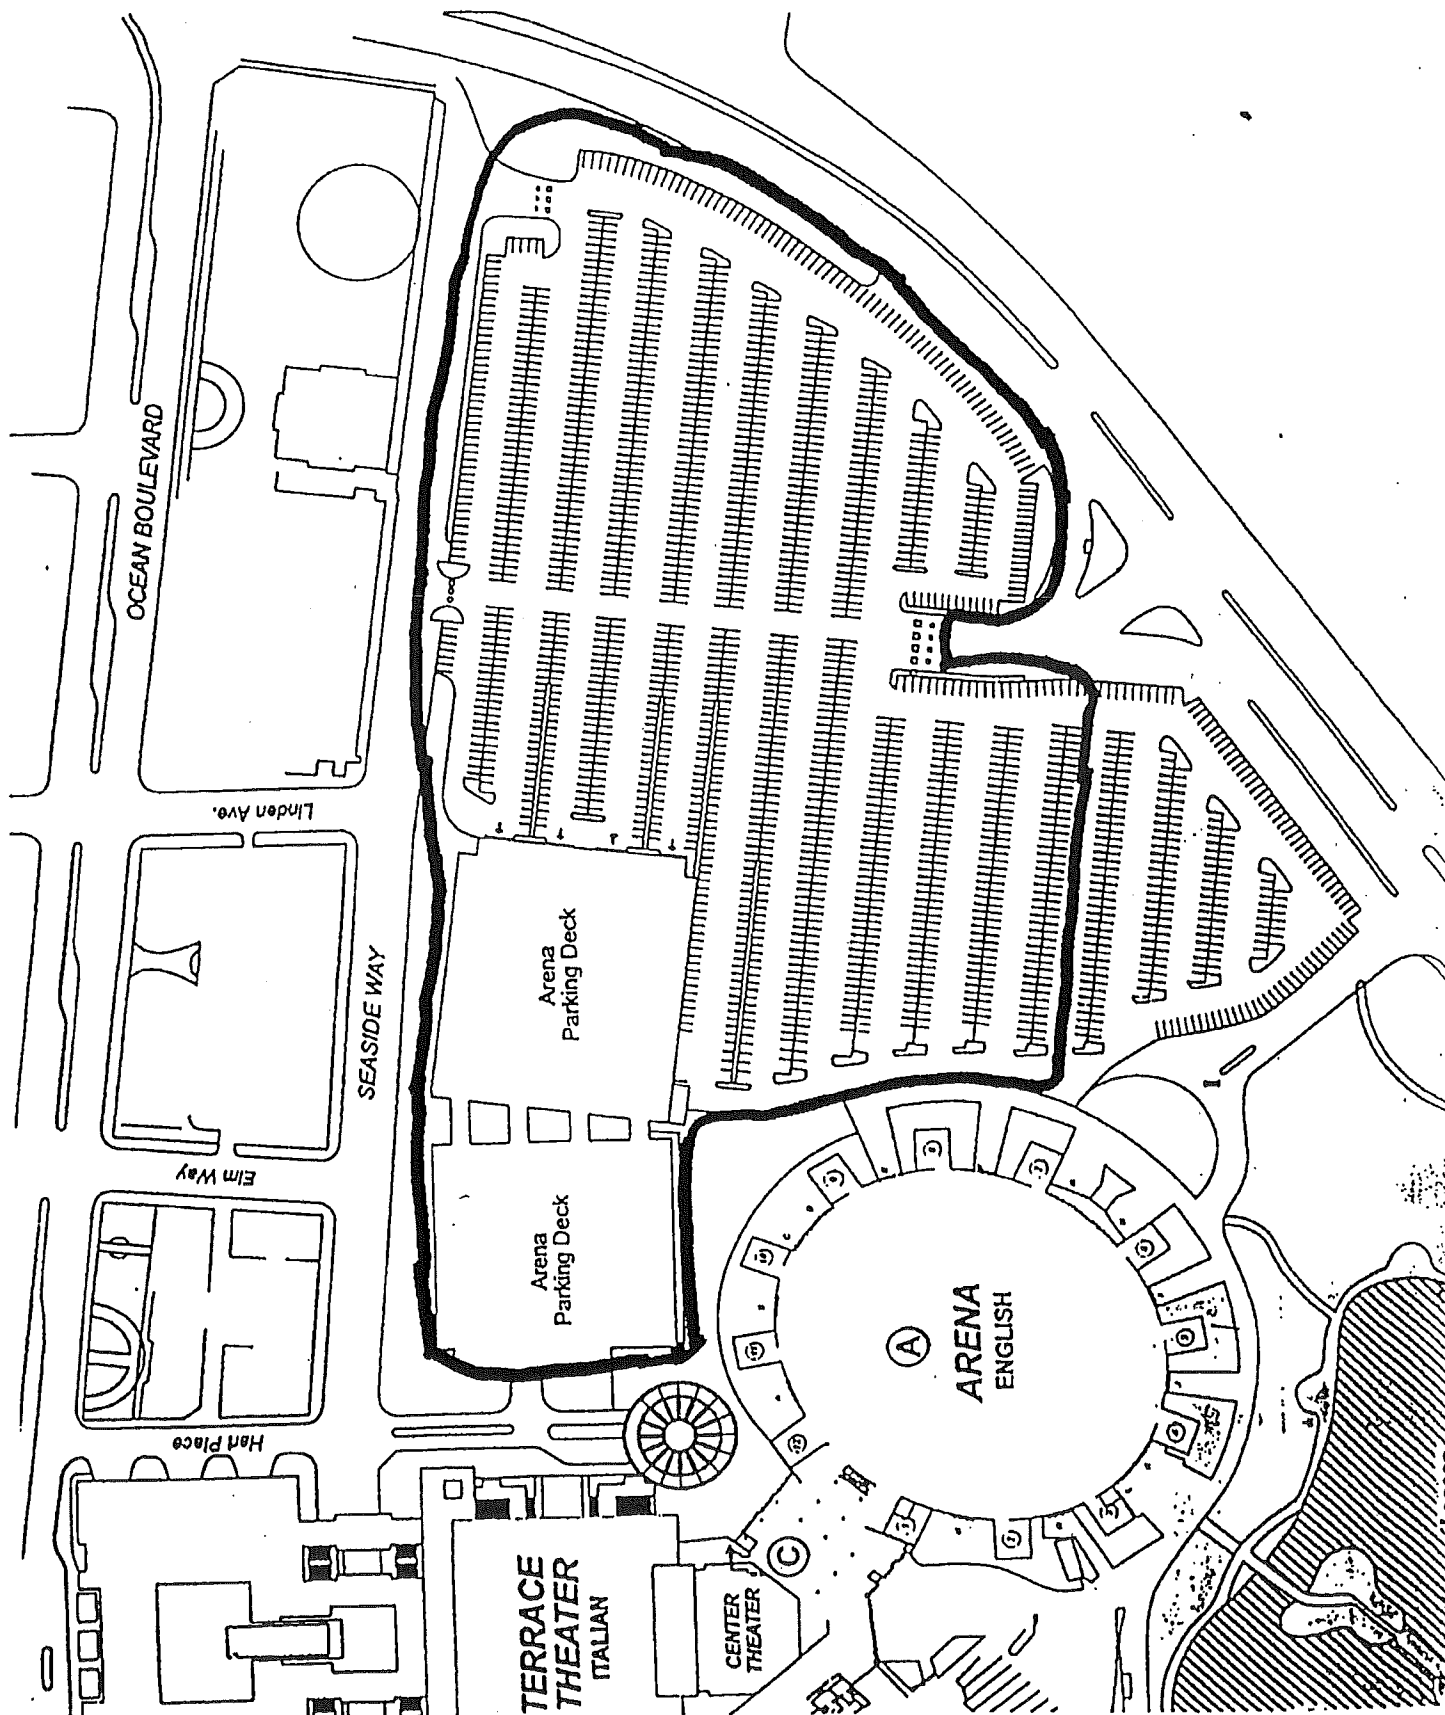 OCEAN BOULEVARD
Linden Ave.
SEASIDE WAY
Elm Way
Hart Place
Arena
Parking Deck
Arena
Parking Deck
A
ARENA
ENGLISH
C
TERRACE
THEATER
ITALIAN
CENTER
THEATER